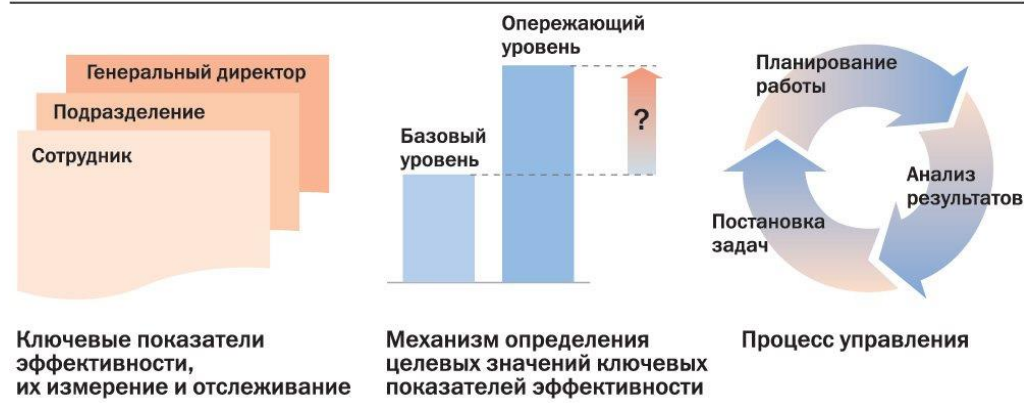 Генеральный директор
Подразделение
Сотрудник
Ключевые показатели
эффективности,
их измерение и отслеживание
Опережающий
уровень
Базовый
уровень
?
Механизм определения
целевых значений ключевых
показателей эффективности
Планирование
работы
Анализ
результатов
Постановка
задач
Процесс управления